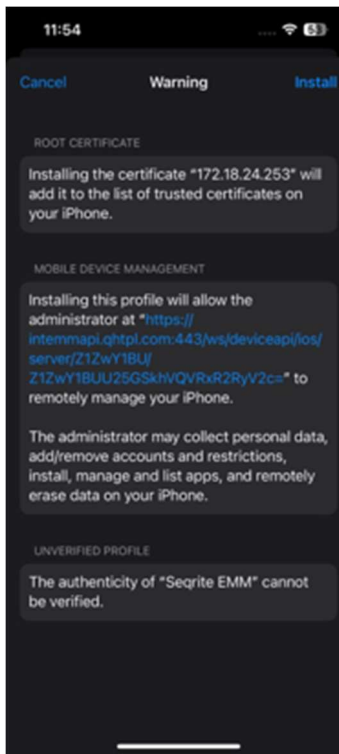 11:54
53
Cancel
Warning
Install
ROOT CERTIFICATE
Installing the certificate "172.18.24.253" will
add it to the list of trusted certificates on
your iPhone.
MOBILE DEVICE MANAGEMENT
Installing this profile will allow the
administrator at "https://
intemmapi.qhtpl.com:443/ws/deviceapi/ios/
server/Z1ZwY1BU/
Z1ZwY1BUU25GSkhVQVRxR2RyV2c=" to
remotely manage your iPhone.
The administrator may collect personal data,
add/remove accounts and restrictions,
install, manage and list apps, and remotely
erase data on your iPhone.
UNVERIFIED PROFILE
The authenticity of "Seqrite EMM" cannot
be verified.